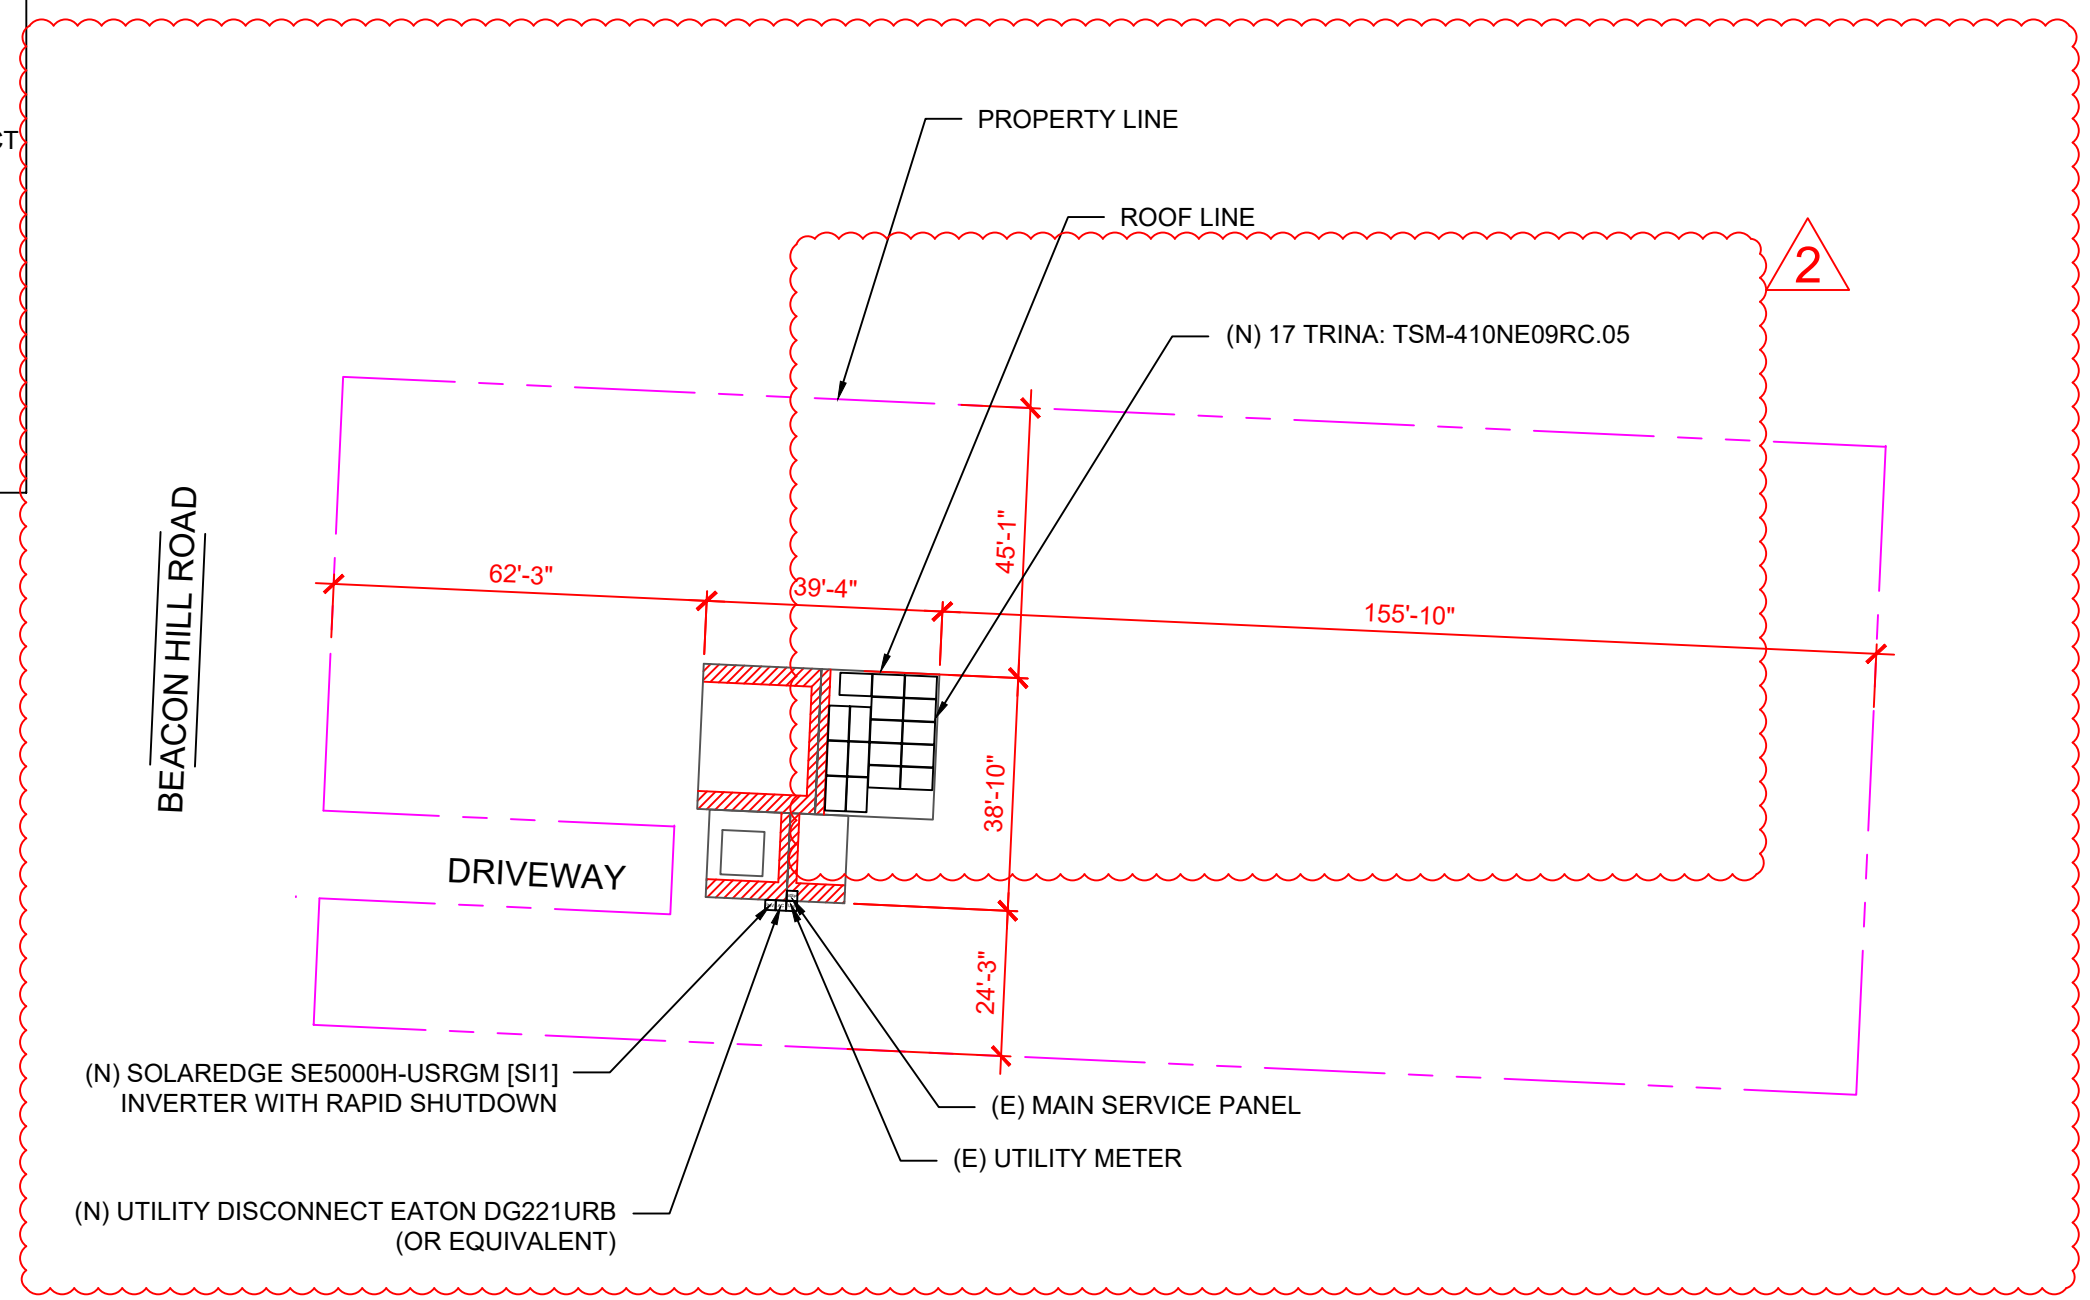 CT
PROPERTY LINE
ROOF LINE
2
(N) 17 TRINA: TSM-410NE09RC.05
BEACON HILL ROAD
62'-3"
39'-4"
45'-1"
155'-10"
38'-10"
DRIVEWAY
24'-3"
(N) SOLAREDGE SE5000H-USRGM [SI1]
INVERTER WITH RAPID SHUTDOWN
(E) MAIN SERVICE PANEL
(E) UTILITY METER
(N) UTILITY DISCONNECT EATON DG221URB
(OR EQUIVALENT)